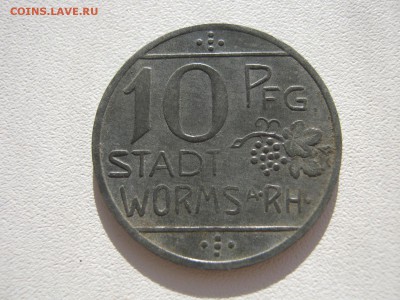 COINS.LAVE.RU
10 PFG
STADT
WORMS A·RH·